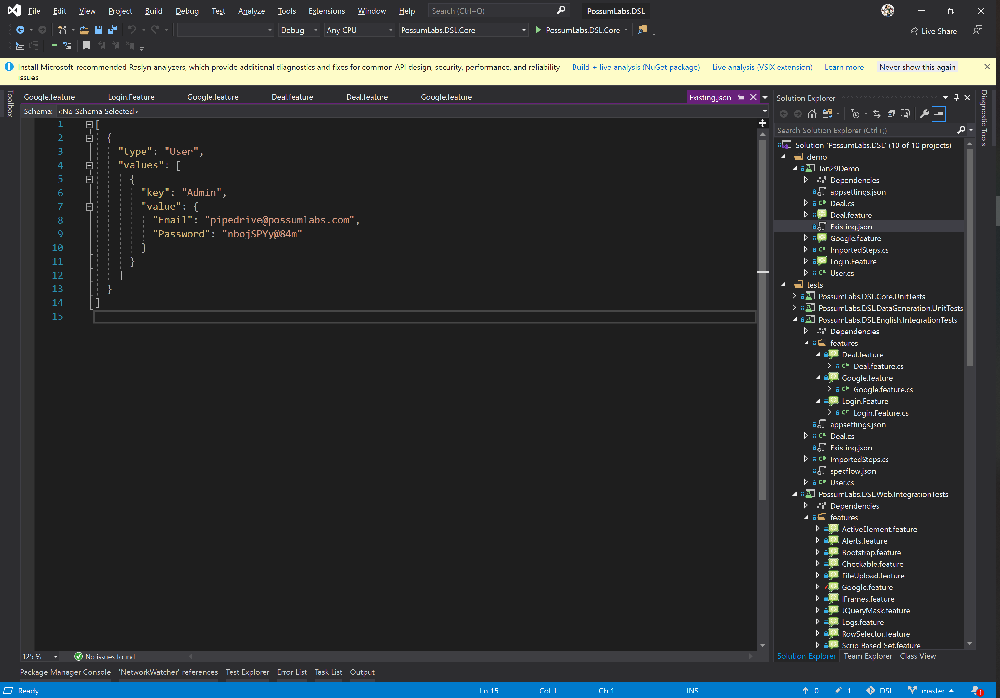 File Edit View Project Build Debug Test Analyze Tools Extensions Window Help Search (Ctrl+Q) PossumLabs.DSL
Debug Any CPU PossumLabs.DSL.Core PossumLabs.DSL.Core Live Share
Install Microsoft-recommended Roslyn analyzers, which provide additional diagnostics and fixes for common API design, security, performance, and reliability issues Build + live analysis (NuGet package) Live analysis (VSIX extension) Learn more Never show this again
Toolbox
Google.feature Login.Feature Google.feature Deal.feature Deal.feature Google.feature Existing.json
Schema: <No Schema Selected>
1 [
2 {
3 "type": "User",
4 "values": [
5 {
6 "key": "Admin",
7 "value": {
8 "Email": "pipedrive@possumlabs.com",
9 "Password": "nbojSPYy@84m"
10 }
11 }
12 ]
13 }
14 ]
15
125 % No issues found
Solution Explorer
Search Solution Explorer (Ctrl+;)
Solution 'PossumLabs.DSL' (10 of 10 projects)
demo
Jan29Demo
Dependencies
appsettings.json
C# Deal.cs
Deal.feature
Existing.json
Google.feature
C# ImportedSteps.cs
Login.Feature
C# User.cs
tests
PossumLabs.DSL.Core.UnitTests
PossumLabs.DSL.DataGeneration.UnitTests
PossumLabs.DSL.English.IntegrationTests
Dependencies
features
Deal.feature
C# Deal.feature.cs
Google.feature
C# Google.feature.cs
Login.Feature
C# Login.Feature.cs
appsettings.json
C# Deal.cs
Existing.json
C# ImportedSteps.cs
specflow.json
C# User.cs
PossumLabs.DSL.Web.IntegrationTests
Dependencies
features
ActiveElement.feature
Alerts.feature
Bootstrap.feature
Checkable.feature
FileUpload.feature
Google.feature
IFrames.feature
JQueryMask.feature
Logs.feature
RowSelector.feature
Scrip Based Set.feature
Solution Explorer Team Explorer Class View
Diagnostic Tools
Package Manager Console 'NetworkWatcher' references Test Explorer Error List Task List Output
Ready Ln 15 Col 1 Ch 1 INS 0 1 DSL master 1